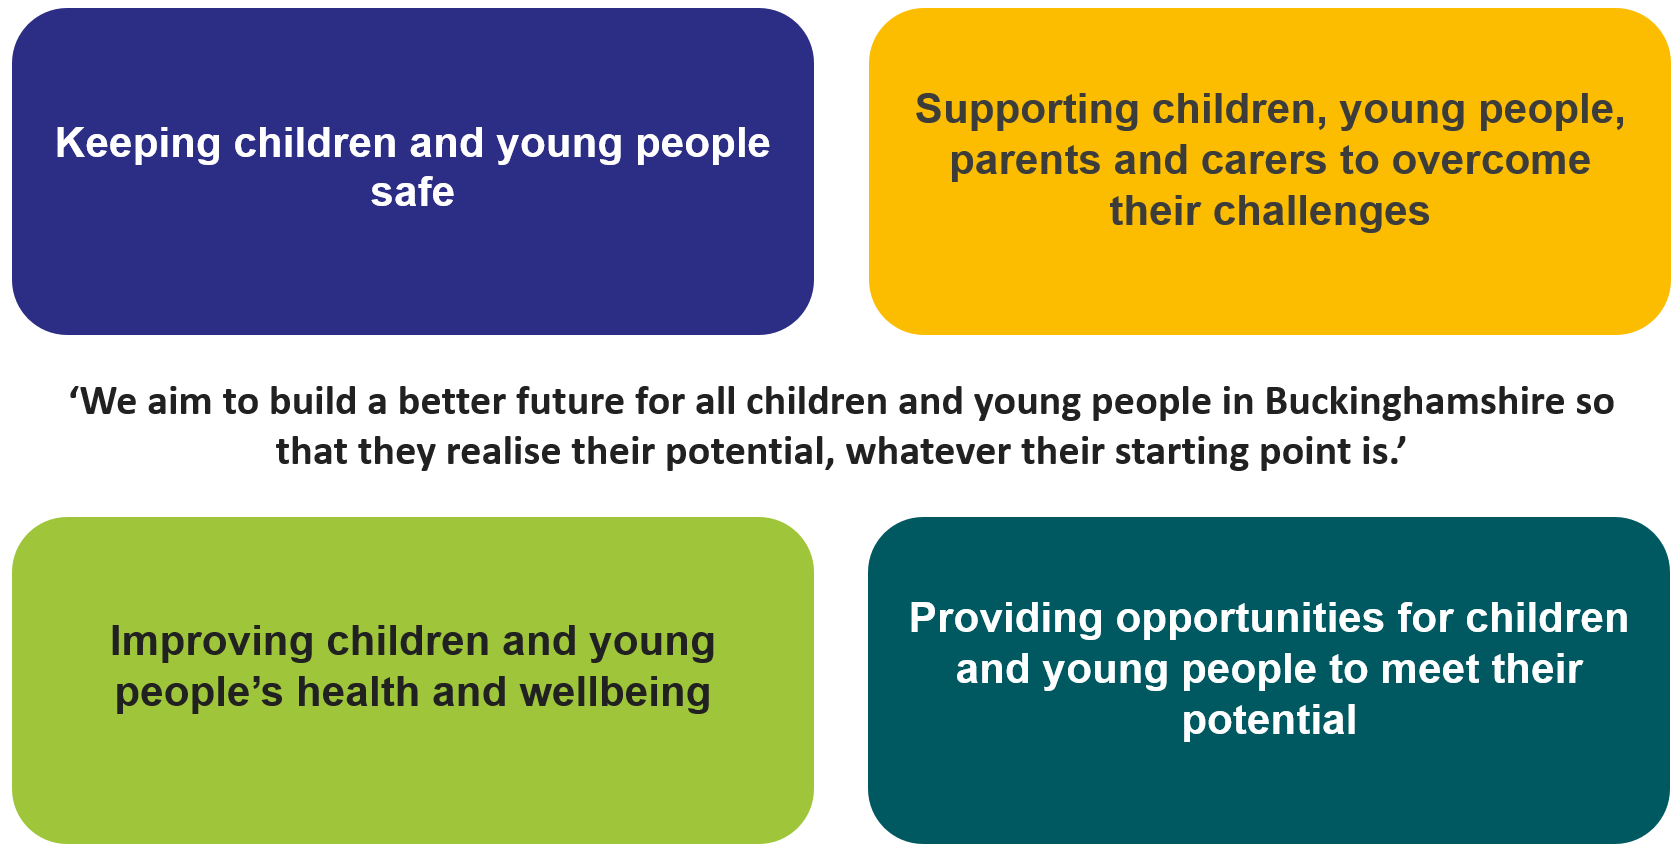 Keeping children and young people
safe
Supporting children, young people,
parents and carers to overcome
their challenges
‘We aim to build a better future for all children and young people in Buckinghamshire so
that they realise their potential, whatever their starting point is.’
Improving children and young
people’s health and wellbeing
Providing opportunities for children
and young people to meet their
potential